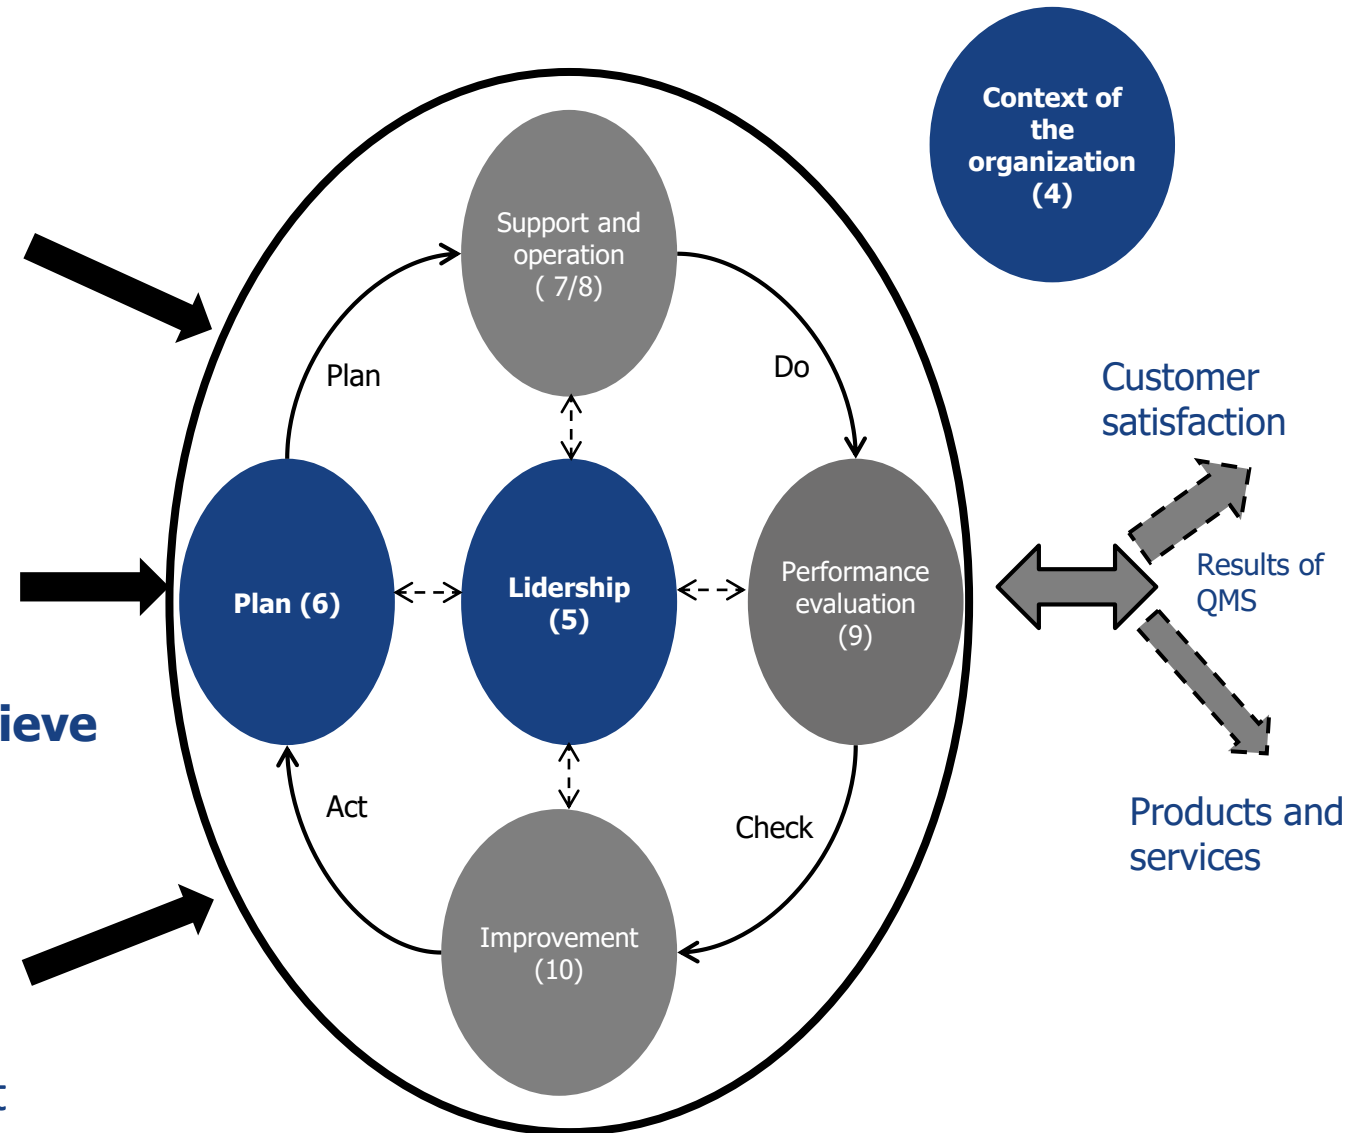 Context of
the
organization
(4)
Support and
operation
( 7/8)
Plan
Do
Customer
satisfaction
Plan (6)
Lidership
(5)
Performance
evaluation
(9)
Results of
QMS
ieve
Act
Check
Products and
services
Improvement
(10)
t